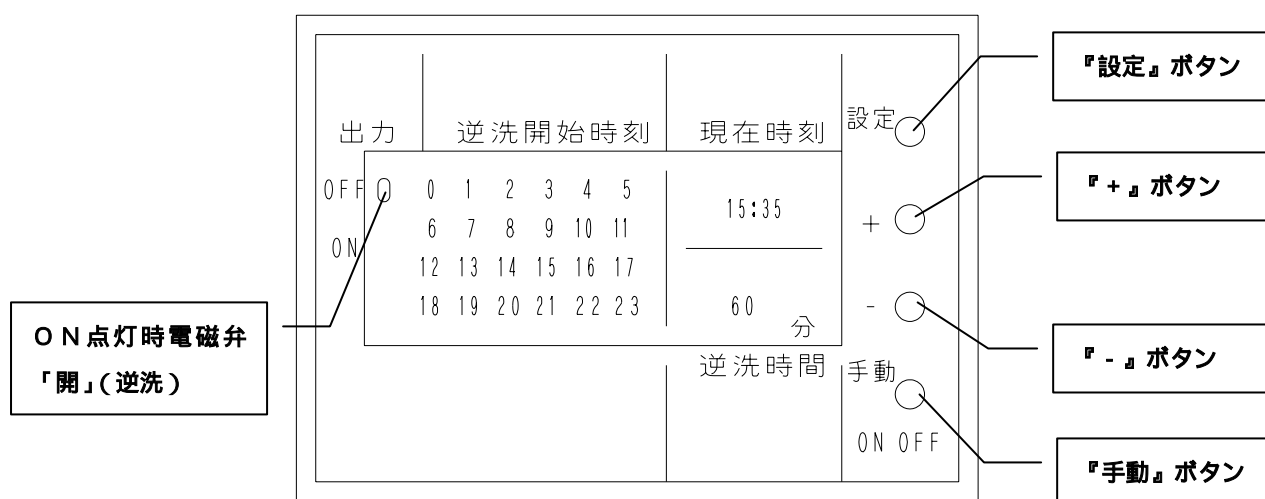 『設定』ボタン
設定
出力 逆洗開始時刻 現在時刻
OFF 0 1 2 3 4 5
15:35
『+』ボタン
+
6 7 8 9 10 11
ON
12 13 14 15 16 17
18 19 20 21 22 23
60
分
-
ON点灯時電磁弁
「開」(逆洗)
『-』ボタン
逆洗時間
手動
ON OFF
『手動』ボタン